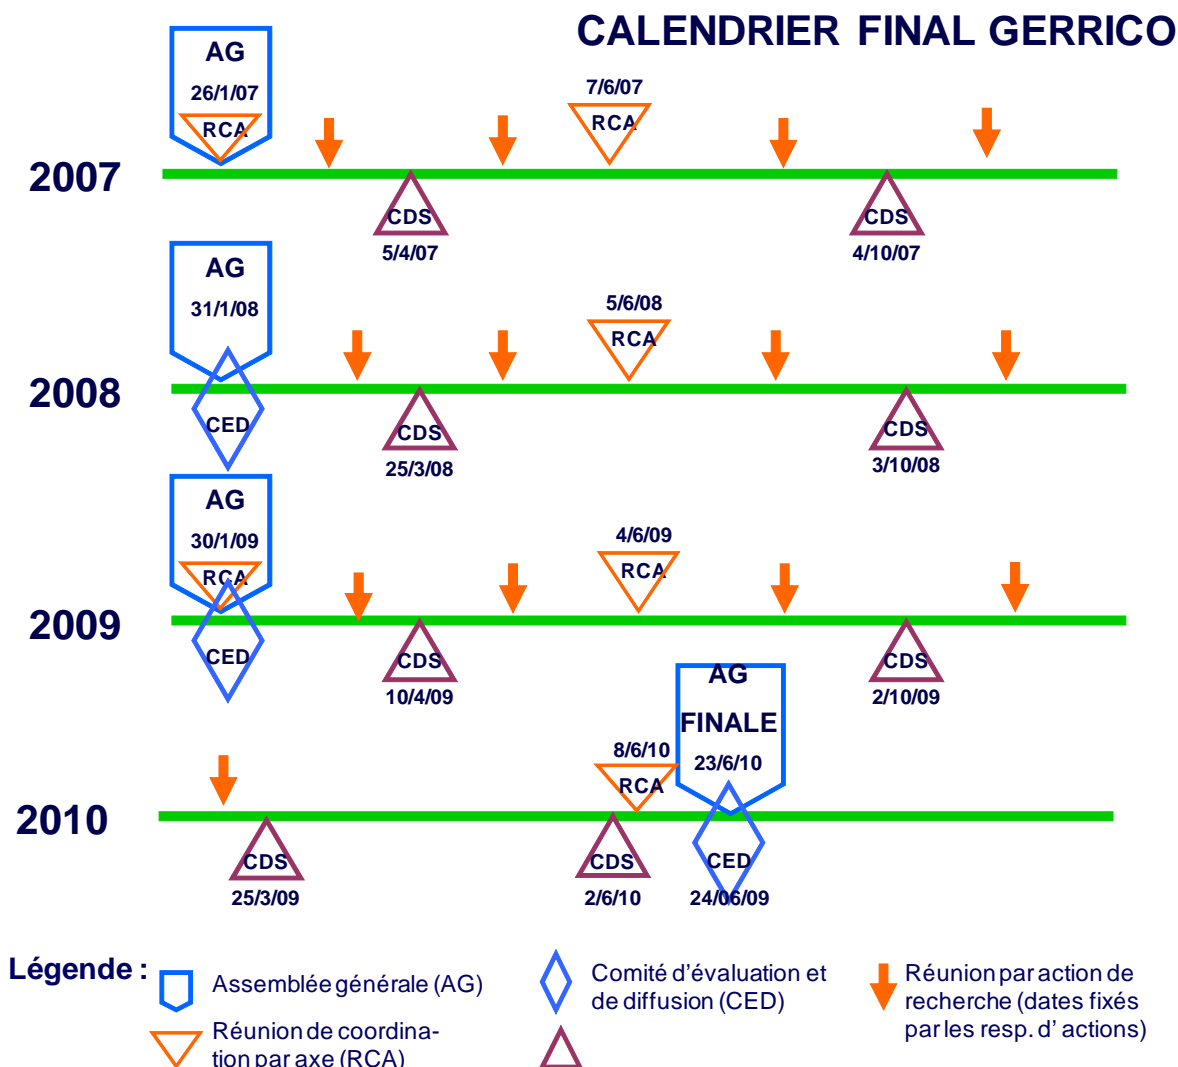 CALENDRIER FINAL GERRICO
AG
26/1/07
RCA
7/6/07
RCA
2007
CDS
5/4/07
CDS
4/10/07
AG
31/1/08
5/6/08
RCA
2008
CED
CDS
25/3/08
CDS
3/10/08
AG
30/1/09
RCA
4/6/09
RCA
2009
CED
CDS
10/4/09
CDS
2/10/09
AG
FINALE
23/6/10
8/6/10
RCA
2010
CDS
25/3/09
CDS
2/6/10
CED
24/06/09
Légende :
Assemblée générale (AG)
Réunion de coordina-
tion par axe (RCA)
Comité d'évaluation et
de diffusion (CED)
Réunion par action de
recherche (dates fixés
par les resp. d' actions)